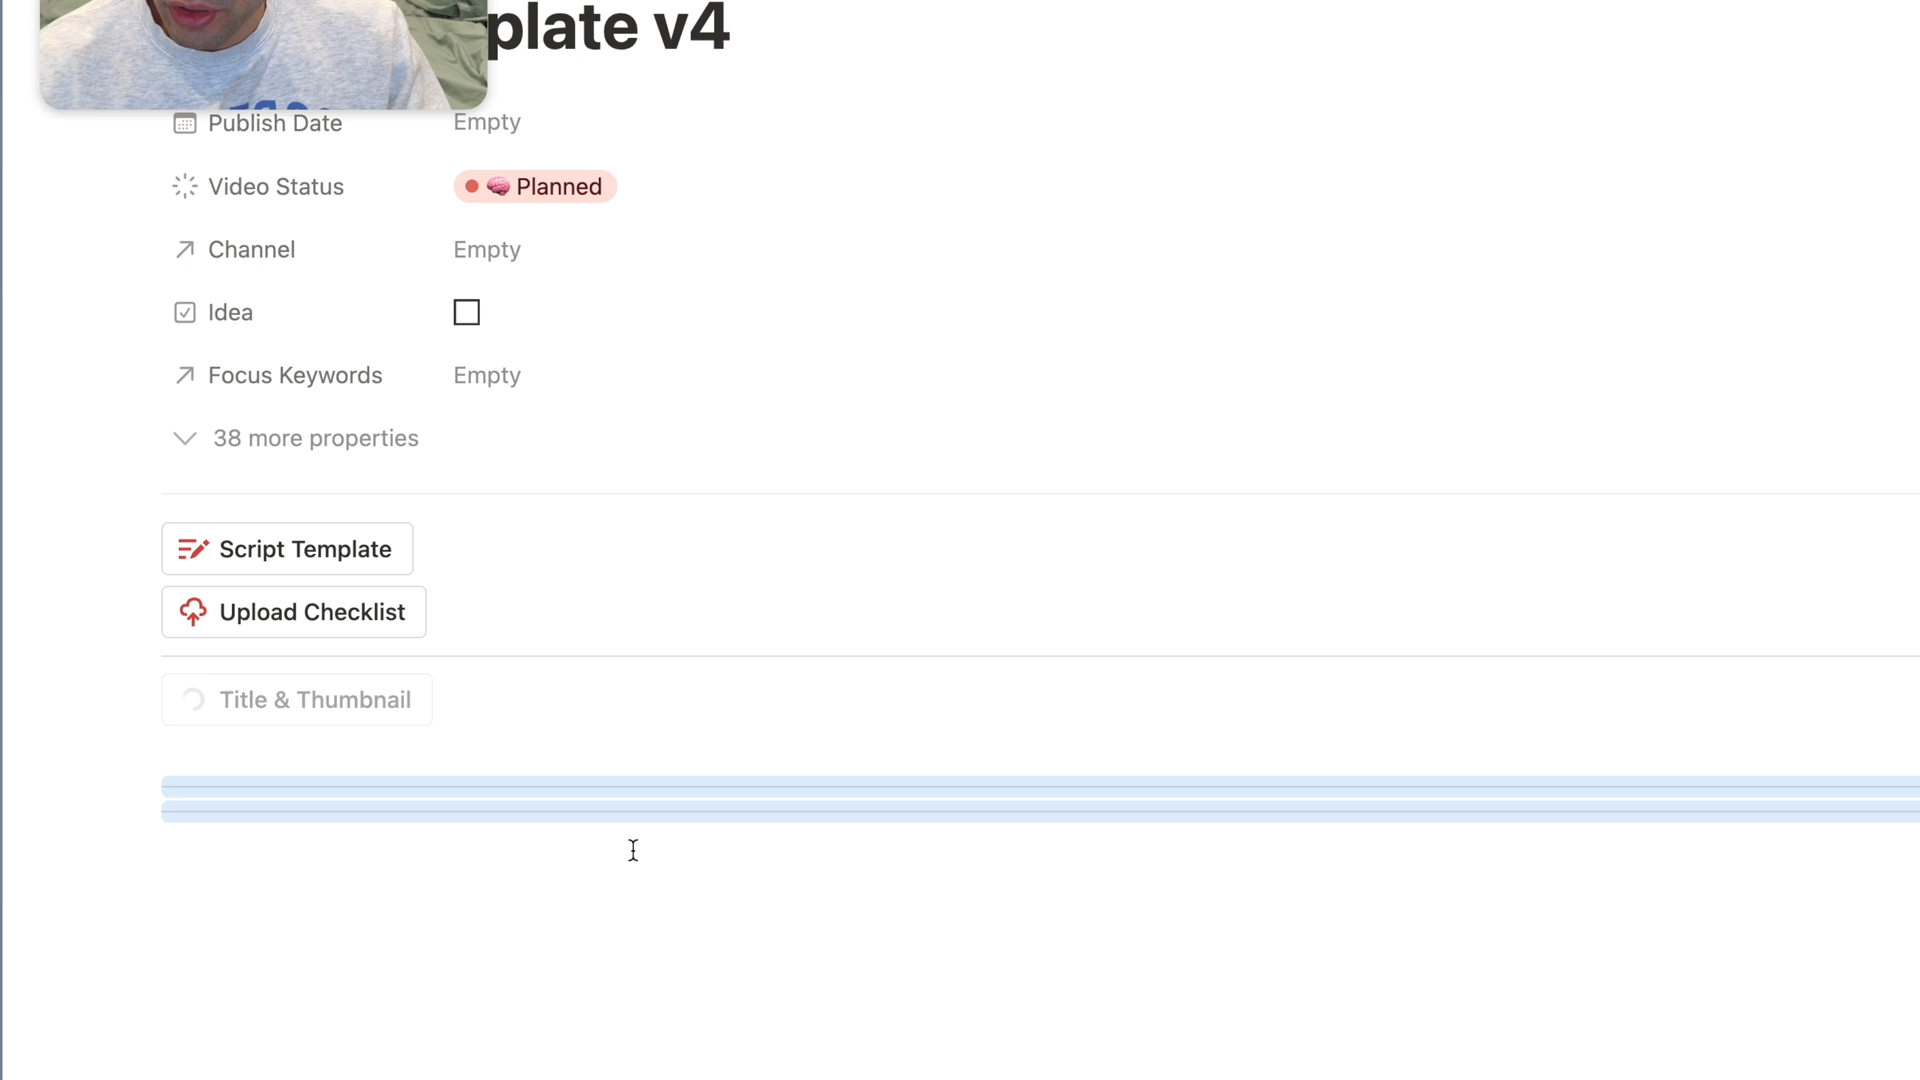 plate v4
Publish Date Empty
Video Status 🧠 Planned
Channel Empty
Idea
Focus Keywords Empty
38 more properties
Script Template
Upload Checklist
Title & Thumbnail